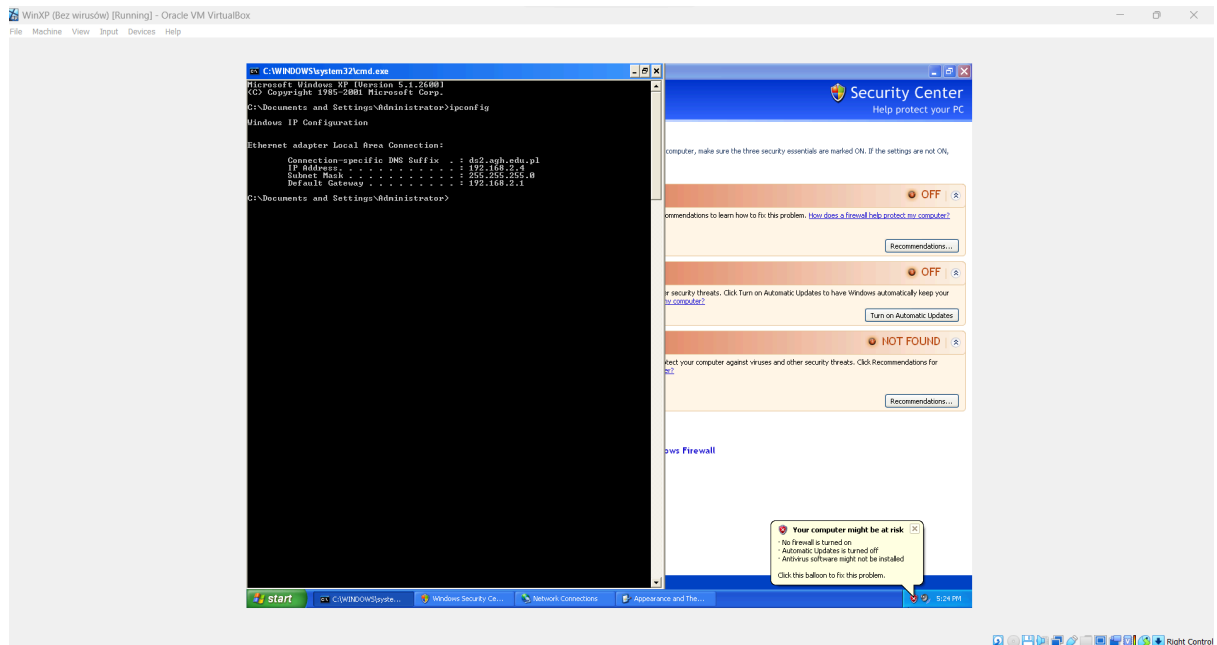 WinXP (Bez wirusów) [Running] - Oracle VM VirtualBox
File Machine View Input Devices Help
C:\WINDOWS\system32\cmd.exe
Microsoft Windows XP [Version 5.1.2600]
(C) Copyright 1985-2001 Microsoft Corp.
C:\Documents and Settings\Administrator>ipconfig
Windows IP Configuration
Ethernet adapter Local Area Connection:
Connection-specific DNS Suffix . : ds2.agh.edu.pl
IP Address. . . . . . . . . . . . : 192.168.2.4
Subnet Mask . . . . . . . . . . . : 255.255.255.0
Default Gateway . . . . . . . . . : 192.168.2.1
C:\Documents and Settings\Administrator>
Security Center
Help protect your PC
computer, make sure the three security essentials are marked ON. If the settings are not ON,
OFF
ommendations to learn how to fix this problem. How does a firewall help protect my computer?
Recommendations...
OFF
er security threats. Click Turn on Automatic Updates to have Windows automatically keep your
my computer?
Turn on Automatic Updates
NOT FOUND
tect your computer against viruses and other security threats. Click Recommendations for
er?
Recommendations...
ows Firewall
Your computer might be at risk
· No firewall is turned on
· Automatic Updates is turned off
· Antivirus software might not be installed
Click this balloon to fix this problem.
start C:\WINDOWS\syste... Windows Security Ce... Network Connections Appearance and The... 5:24 PM
Right Control